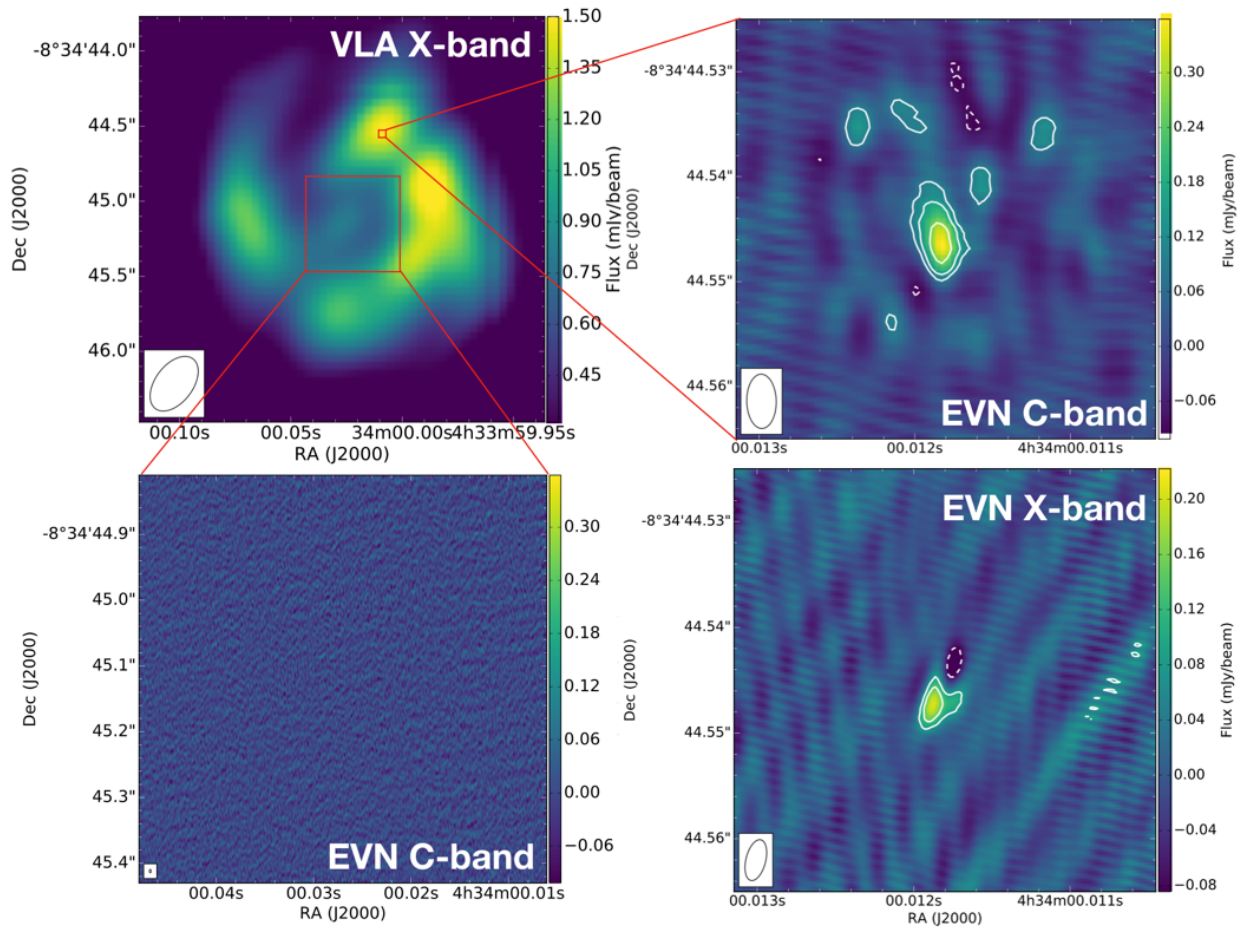 VLA X-band
-8°34'44.0"
44.5"
45.0"
45.5"
46.0"
Dec (J2000)
00.10s
00.05s
34m00.00s
4h33m59.95s
RA (J2000)
1.50
1.35
1.20
1.05
0.90
0.75
0.60
0.45
Flux (mJy/beam)
Dec (J2000)
-8°34'44.53"
44.54"
44.55"
44.56"
EVN C-band
00.013s
00.012s
4h34m00.011s
0.30
0.24
0.18
0.12
0.06
0.00
−0.06
Flux (mJy/beam)
-8°34'44.9"
45.0"
45.1"
45.2"
45.3"
45.4"
Dec (J2000)
EVN C-band
00.04s
00.03s
00.02s
4h34m00.01s
RA (J2000)
0.30
0.24
0.18
0.12
0.06
0.00
−0.06
Dec (J2000)
EVN X-band
-8°34'44.53"
44.54"
44.55"
44.56"
00.013s
00.012s
4h34m00.011s
RA (J2000)
0.20
0.16
0.12
0.08
0.04
0.00
−0.04
−0.08
Flux (mJy/beam)